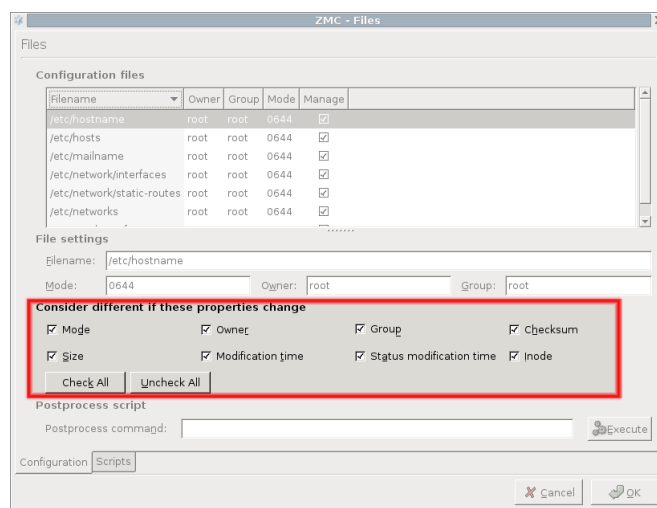 ZMC - Files
Files
Configuration files
Filename Owner Group Mode Manage
/etc/hostname root root 0644
/etc/hosts root root 0644
/etc/mailname root root 0644
/etc/network/interfaces root root 0644
/etc/network/static-routes root root 0644
/etc/networks root root 0644
File settings
Filename: /etc/hostname
Mode: 0644 Owner: root Group: root
Consider different if these properties change
Mode Owner Group Checksum
Size Modification time Status modification time Inode
Check All Uncheck All
Postprocess script
Postprocess command: Execute
Configuration Scripts
Cancel OK